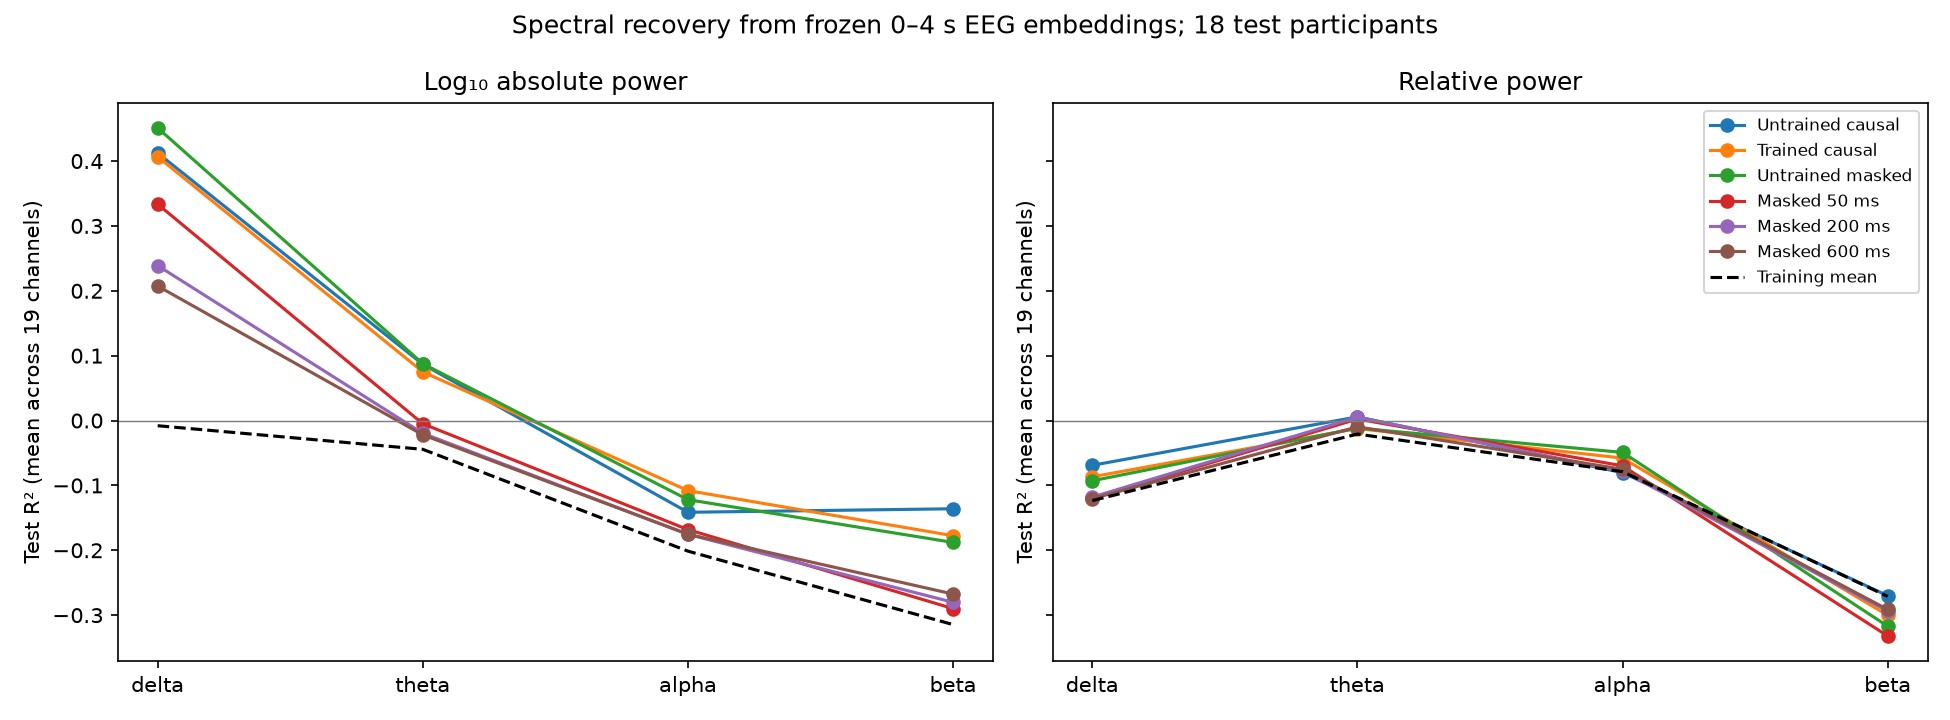 Spectral recovery from frozen 0–4 s EEG embeddings; 18 test participants
Log₁₀ absolute power
Test R² (mean across 19 channels)
0.4
0.3
0.2
0.1
0.0
−0.1
−0.2
−0.3
delta theta alpha beta
Relative power
Test R² (mean across 19 channels)
Untrained causal
Trained causal
Untrained masked
Masked 50 ms
Masked 200 ms
Masked 600 ms
Training mean
delta theta alpha beta